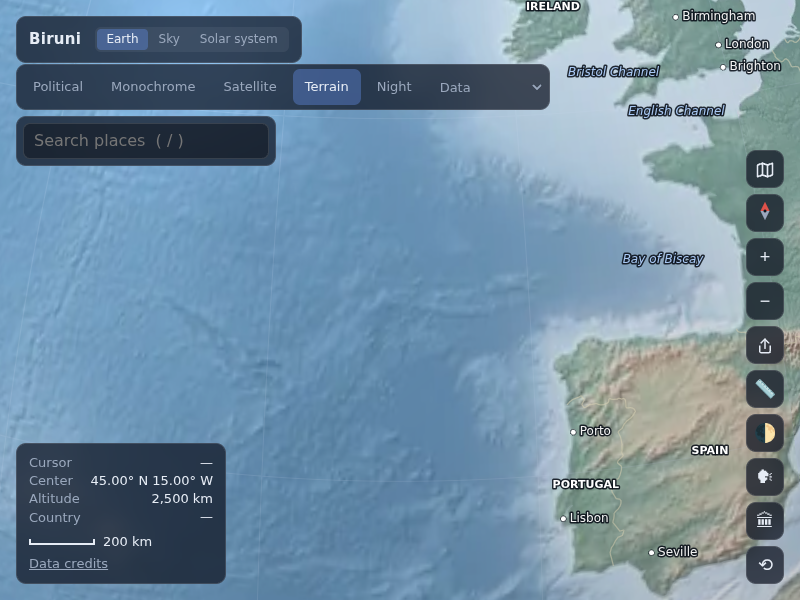 Biruni Earth Sky Solar system
Political Monochrome Satellite Terrain Night Data
Search places ( / )
IRELAND
Birmingham
London
Bristol Channel
Brighton
English Channel
Bay of Biscay
Porto
SPAIN
PORTUGAL
Lisbon
Seville
Cursor —
Center 45.00° N 15.00° W
Altitude 2,500 km
Country —
200 km
Data credits